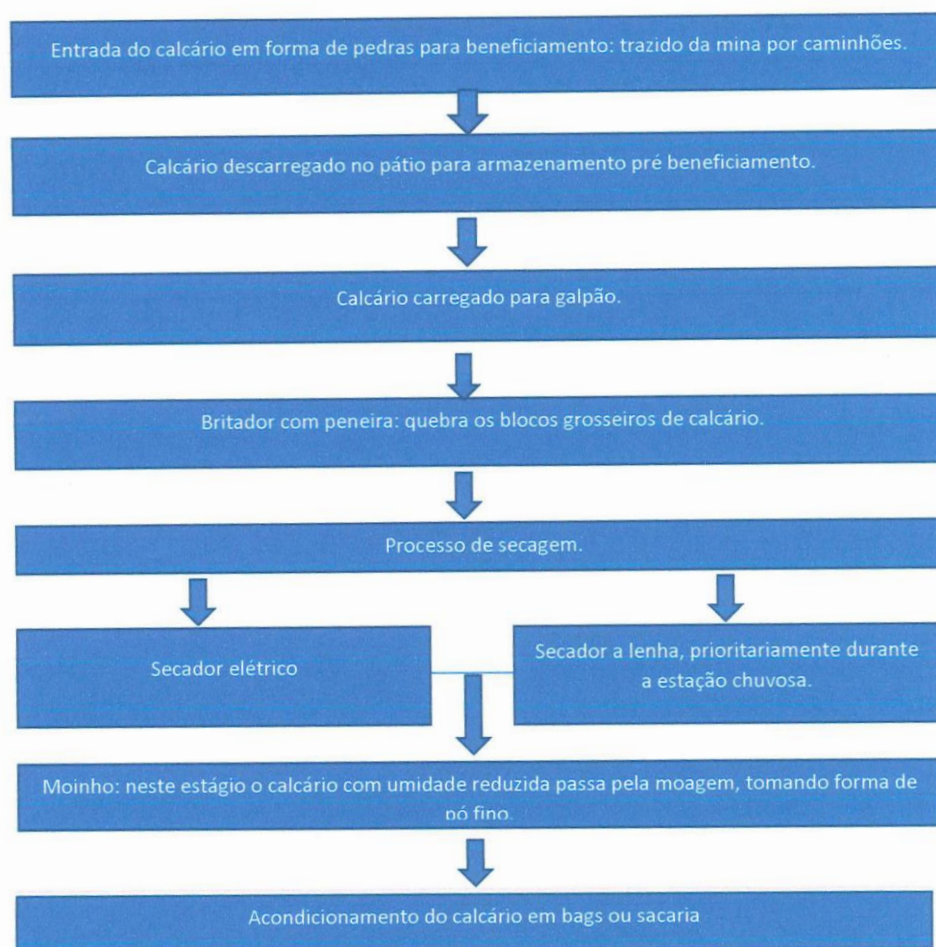 Entrada do calcário em forma de pedras para beneficiamento: trazido da mina por caminhões.
Calcário descarregado no pátio para armazenamento pré beneficiamento.
Calcário carregado para galpão.
Britador com peneira: quebra os blocos grosseiros de calcário.
Processo de secagem.
Secador elétrico
Secador a lenha, prioritariamente durante
a estação chuvosa.
Moinho: neste estágio o calcário com umidade reduzida passa pela moagem, tomando forma de
pó fino.
Acondicionamento do calcário em bags ou sacaria